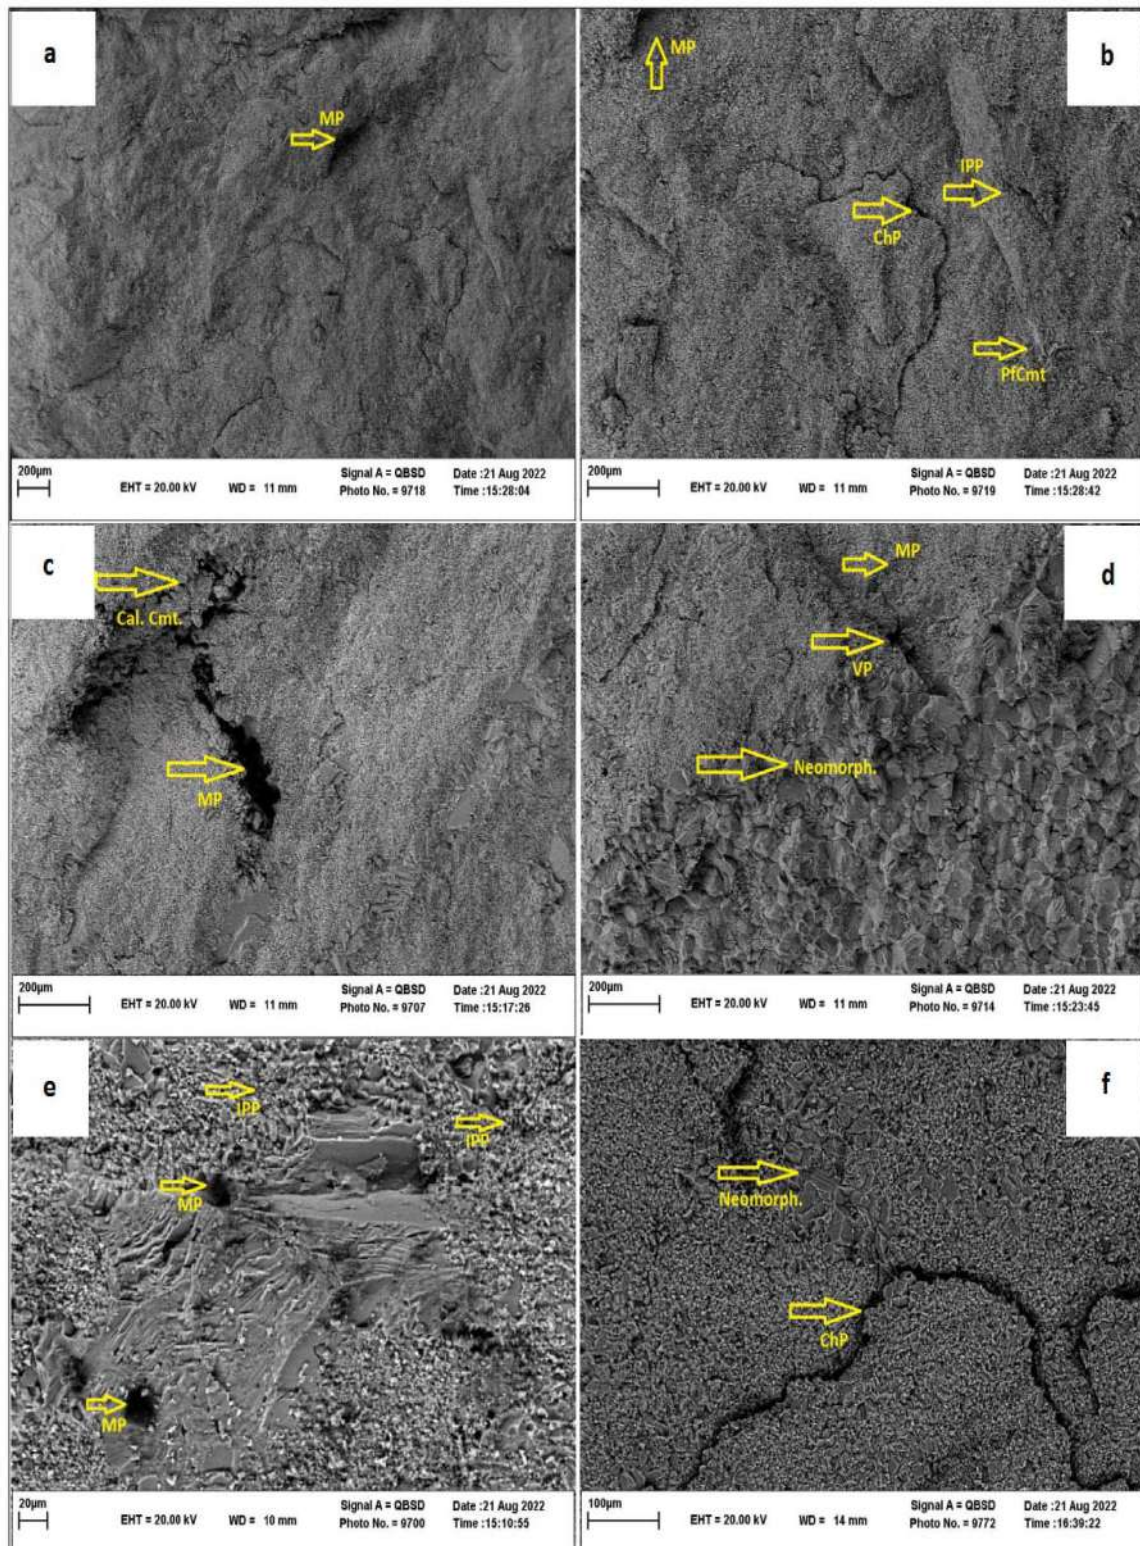 a
MP
200µm
EHT = 20.00 kV
WD = 11 mm
Signal A = QBSD
Photo No. = 9718
Date :21 Aug 2022
Time :15:28:04
b
MP
IPP
ChP
PfCmt
200µm
EHT = 20.00 kV
WD = 11 mm
Signal A = QBSD
Photo No. = 9719
Date :21 Aug 2022
Time :15:28:42
c
Cal. Cmt.
MP
200µm
EHT = 20.00 kV
WD = 11 mm
Signal A = QBSD
Photo No. = 9707
Date :21 Aug 2022
Time :15:17:26
d
MP
VP
Neomorph.
200µm
EHT = 20.00 kV
WD = 11 mm
Signal A = QBSD
Photo No. = 9714
Date :21 Aug 2022
Time :15:23:45
e
IPP
IPP
MP
MP
20µm
EHT = 20.00 kV
WD = 10 mm
Signal A = QBSD
Photo No. = 9700
Date :21 Aug 2022
Time :15:10:55
f
Neomorph.
ChP
100µm
EHT = 20.00 kV
WD = 14 mm
Signal A = QBSD
Photo No. = 9772
Date :21 Aug 2022
Time :16:39:22